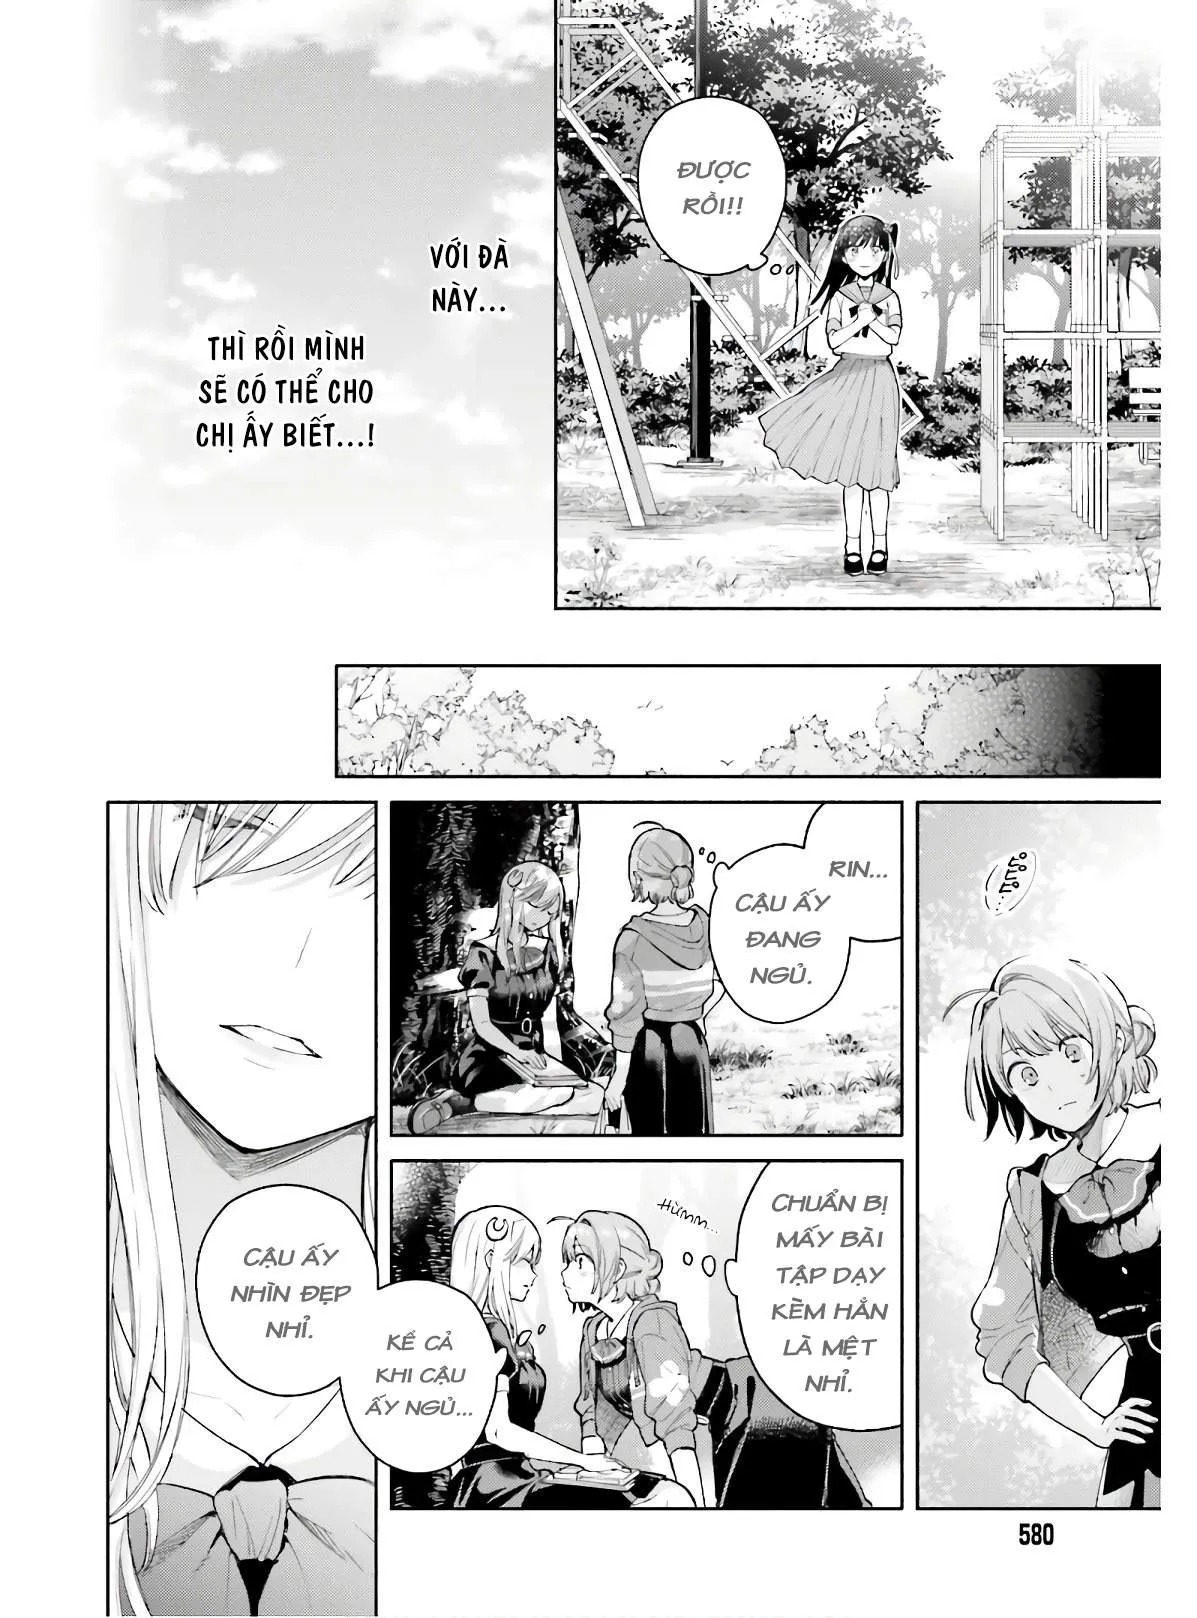 ĐƯỢC
RỒI!!
VỚI ĐÀ
NÀY...
THÌ RỒI MÌNH
SẼ CÓ THỂ CHO
CHỊ ẤY BIẾT...!
RIN...
CẬU ẤY
ĐANG
NGỦ.
CHUẨN BỊ
MẤY BÀI
TẬP DẠY
KÈM HẲN
LÀ MỆT
NHỈ.
Hừmm...
KỂ CẢ
KHI CẬU
ẤY NGỦ...
CẬU ẤY
NHÌN ĐẸP
NHỈ.
580